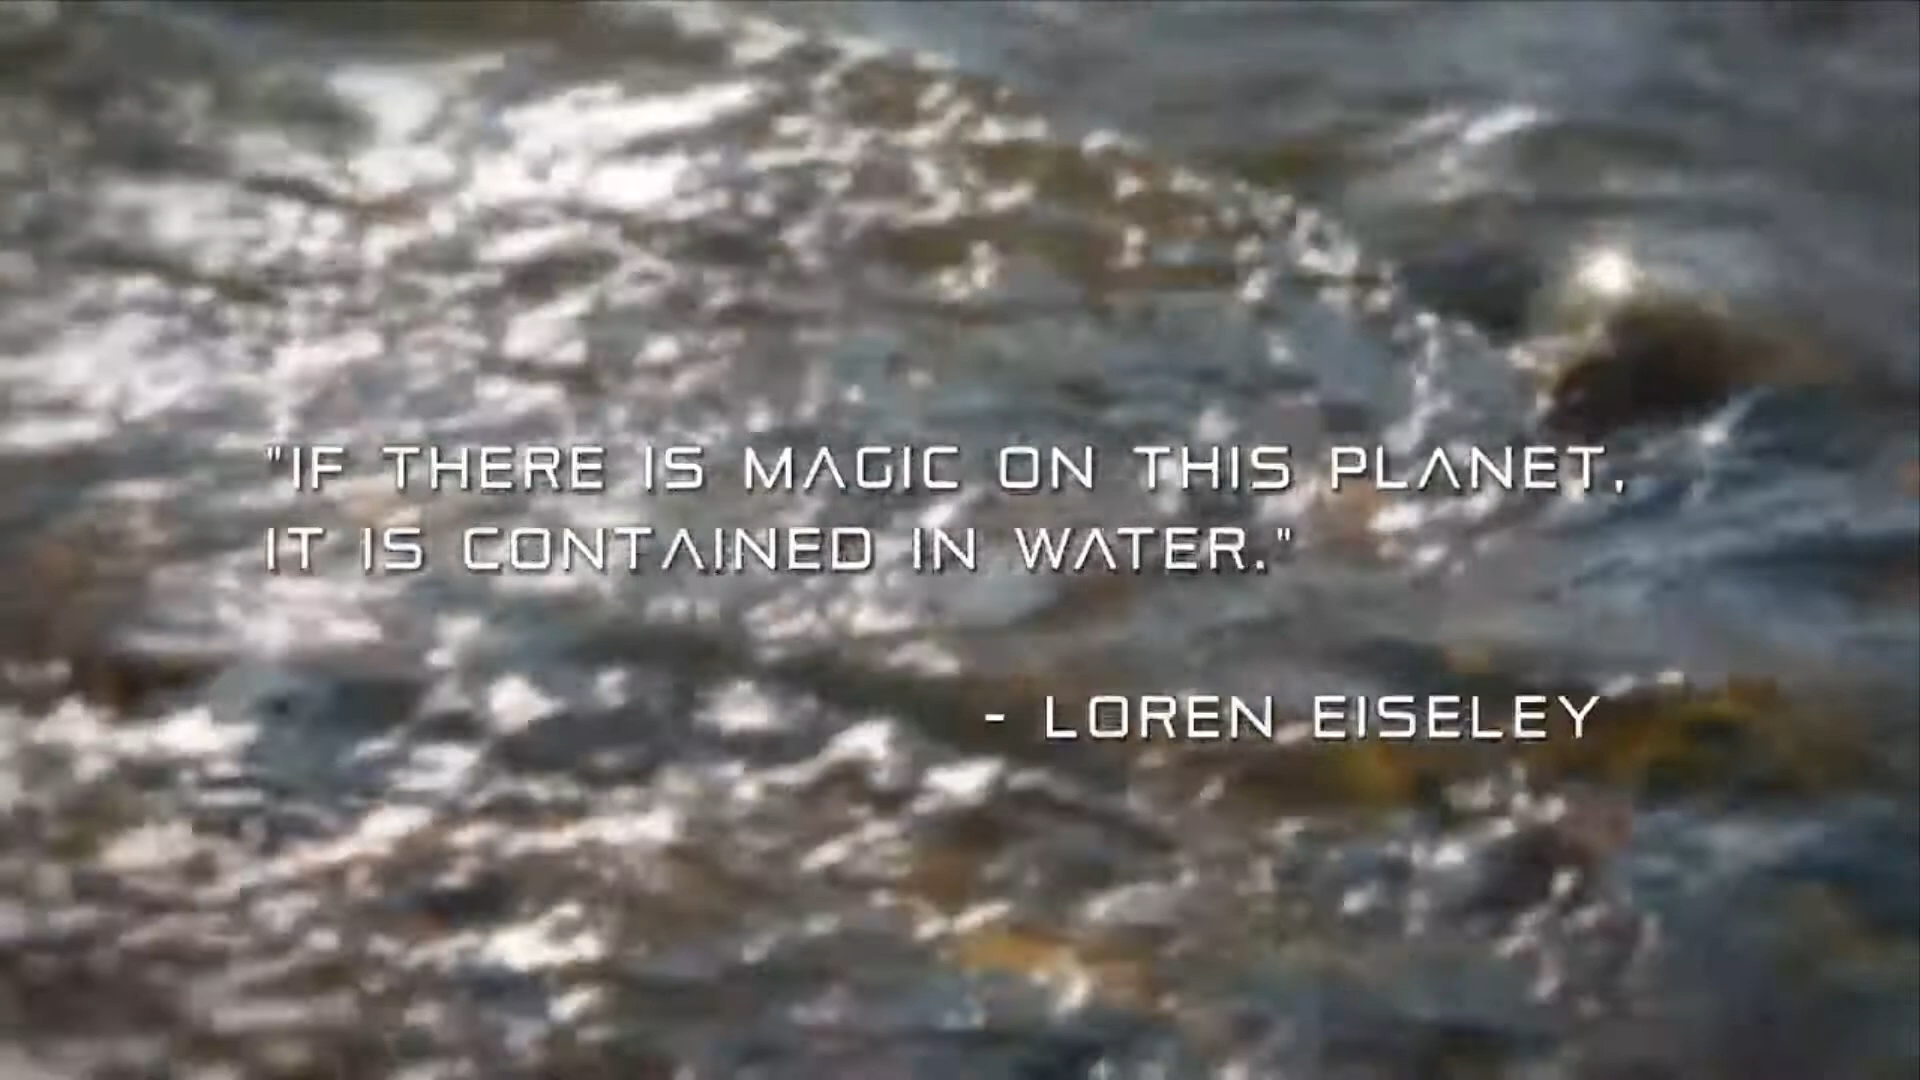 "IF THERE IS MAGIC ON THIS PLANET,
IT IS CONTAINED IN WATER."
- LOREN EISELEY